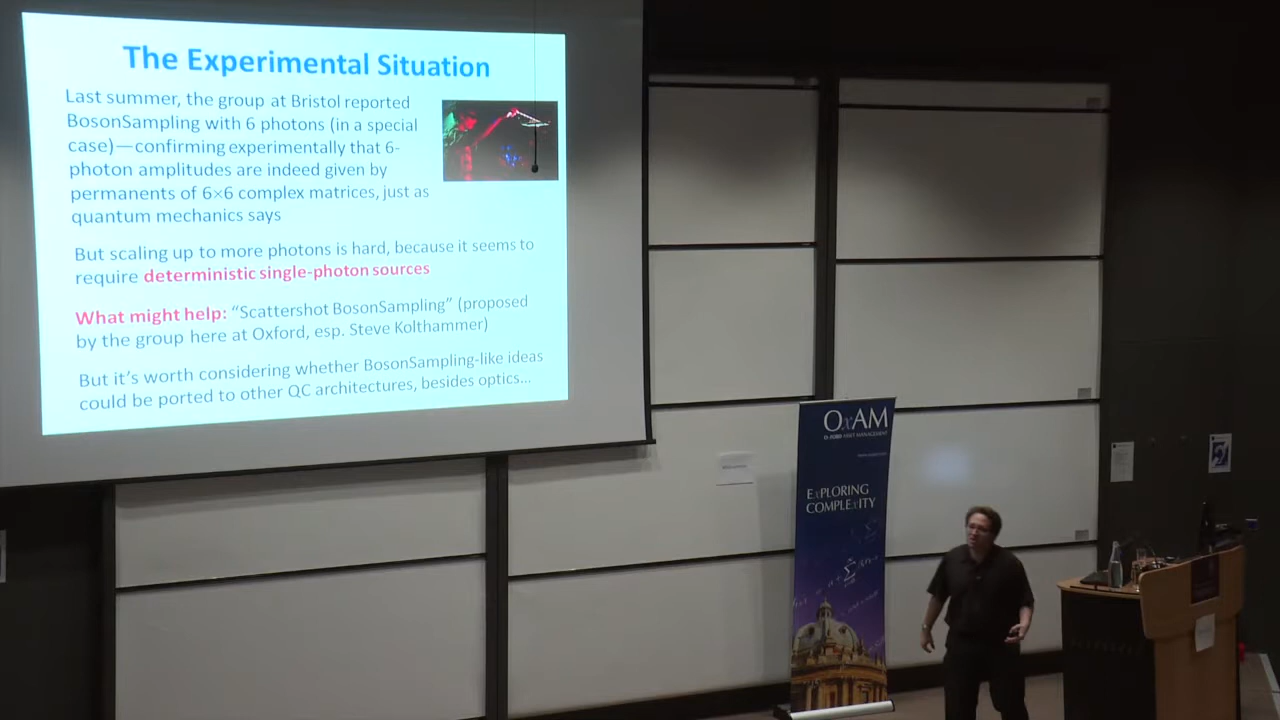 The Experimental Situation
Last summer, the group at Bristol reported
BosonSampling with 6 photons (in a special
case)—confirming experimentally that 6-
photon amplitudes are indeed given by
permanents of 6×6 complex matrices, just as
quantum mechanics says
But scaling up to more photons is hard, because it seems to
require deterministic single-photon sources
What might help: “Scattershot BosonSampling” (proposed
by the group here at Oxford, esp. Steve Kolthammer)
But it’s worth considering whether BosonSampling-like ideas
could be ported to other QC architectures, besides optics…
OxAM
OXFORD ASSET MANAGEMENT
ExPLORING
COMPLExITY